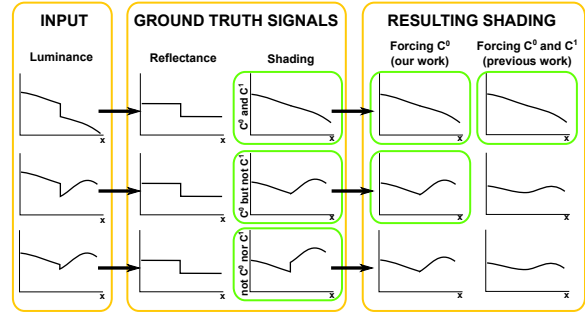 INPUT
GROUND TRUTH SIGNALS
RESULTING SHADING
Luminance
Reflectance
Shading
Forcing C⁰
(our work)
Forcing C⁰ and C¹
(previous work)
C⁰ and C¹
x
x
x
x
x
C⁰ but not C¹
x
x
x
x
x
not C⁰ nor C¹
x
x
x
x
x